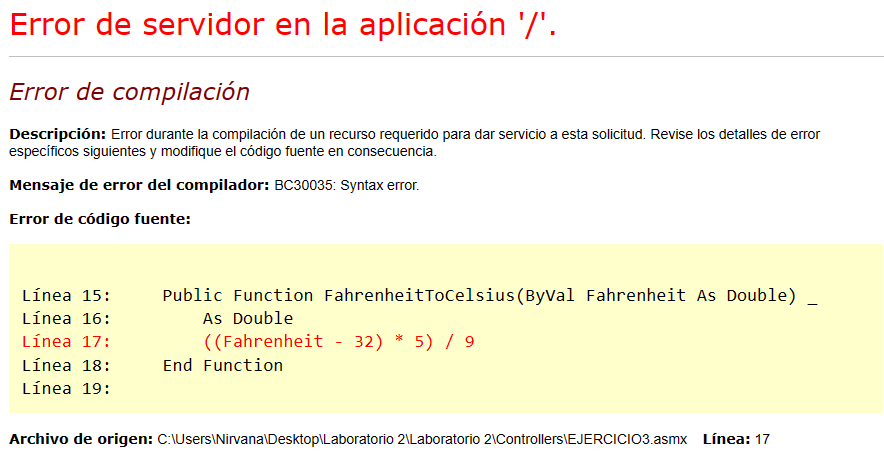 Error de servidor en la aplicación '/'.
Error de compilación
Descripción: Error durante la compilación de un recurso requerido para dar servicio a esta solicitud. Revise los detalles de error
específicos siguientes y modifique el código fuente en consecuencia.
Mensaje de error del compilador: BC30035: Syntax error.
Error de código fuente:
Línea 15:     Public Function FahrenheitToCelsius(ByVal Fahrenheit As Double) _
Línea 16:         As Double
Línea 17:         ((Fahrenheit - 32) * 5) / 9
Línea 18:     End Function
Línea 19:
Archivo de origen: C:\Users\Nirvana\Desktop\Laboratorio 2\Laboratorio 2\Controllers\EJERCICIO3.asmx    Línea: 17